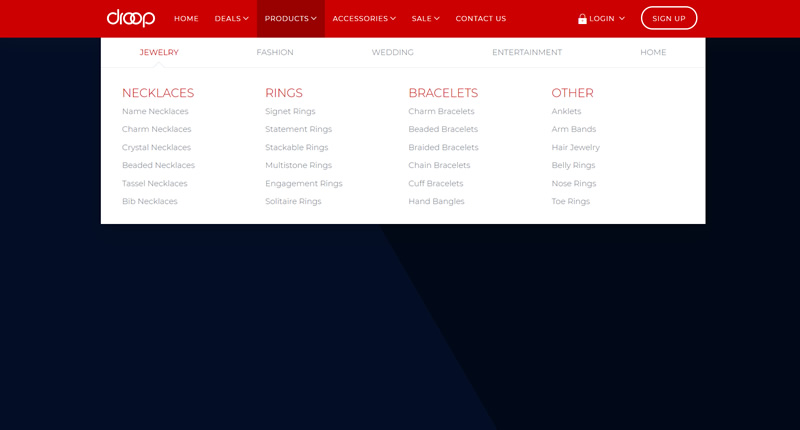 droop HOME DEALS PRODUCTS ACCESSORIES SALE CONTACT US LOGIN SIGN UP
JEWELRY FASHION WEDDING ENTERTAINMENT HOME
NECKLACES
Name Necklaces
Charm Necklaces
Crystal Necklaces
Beaded Necklaces
Tassel Necklaces
Bib Necklaces
RINGS
Signet Rings
Statement Rings
Stackable Rings
Multistone Rings
Engagement Rings
Solitaire Rings
BRACELETS
Charm Bracelets
Beaded Bracelets
Braided Bracelets
Chain Bracelets
Cuff Bracelets
Hand Bangles
OTHER
Anklets
Arm Bands
Hair Jewelry
Belly Rings
Nose Rings
Toe Rings